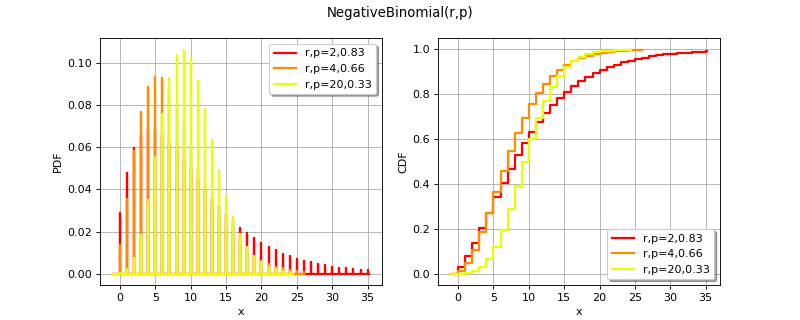 NegativeBinomial(r,p)
PDF
0.10
0.08
0.06
0.04
0.02
0.00
r,p=2,0.83
r,p=4,0.66
r,p=20,0.33
0 5 10 15 20 25 30 35
x
CDF
1.0
0.8
0.6
0.4
0.2
0.0
r,p=2,0.83
r,p=4,0.66
r,p=20,0.33
0 5 10 15 20 25 30 35
x